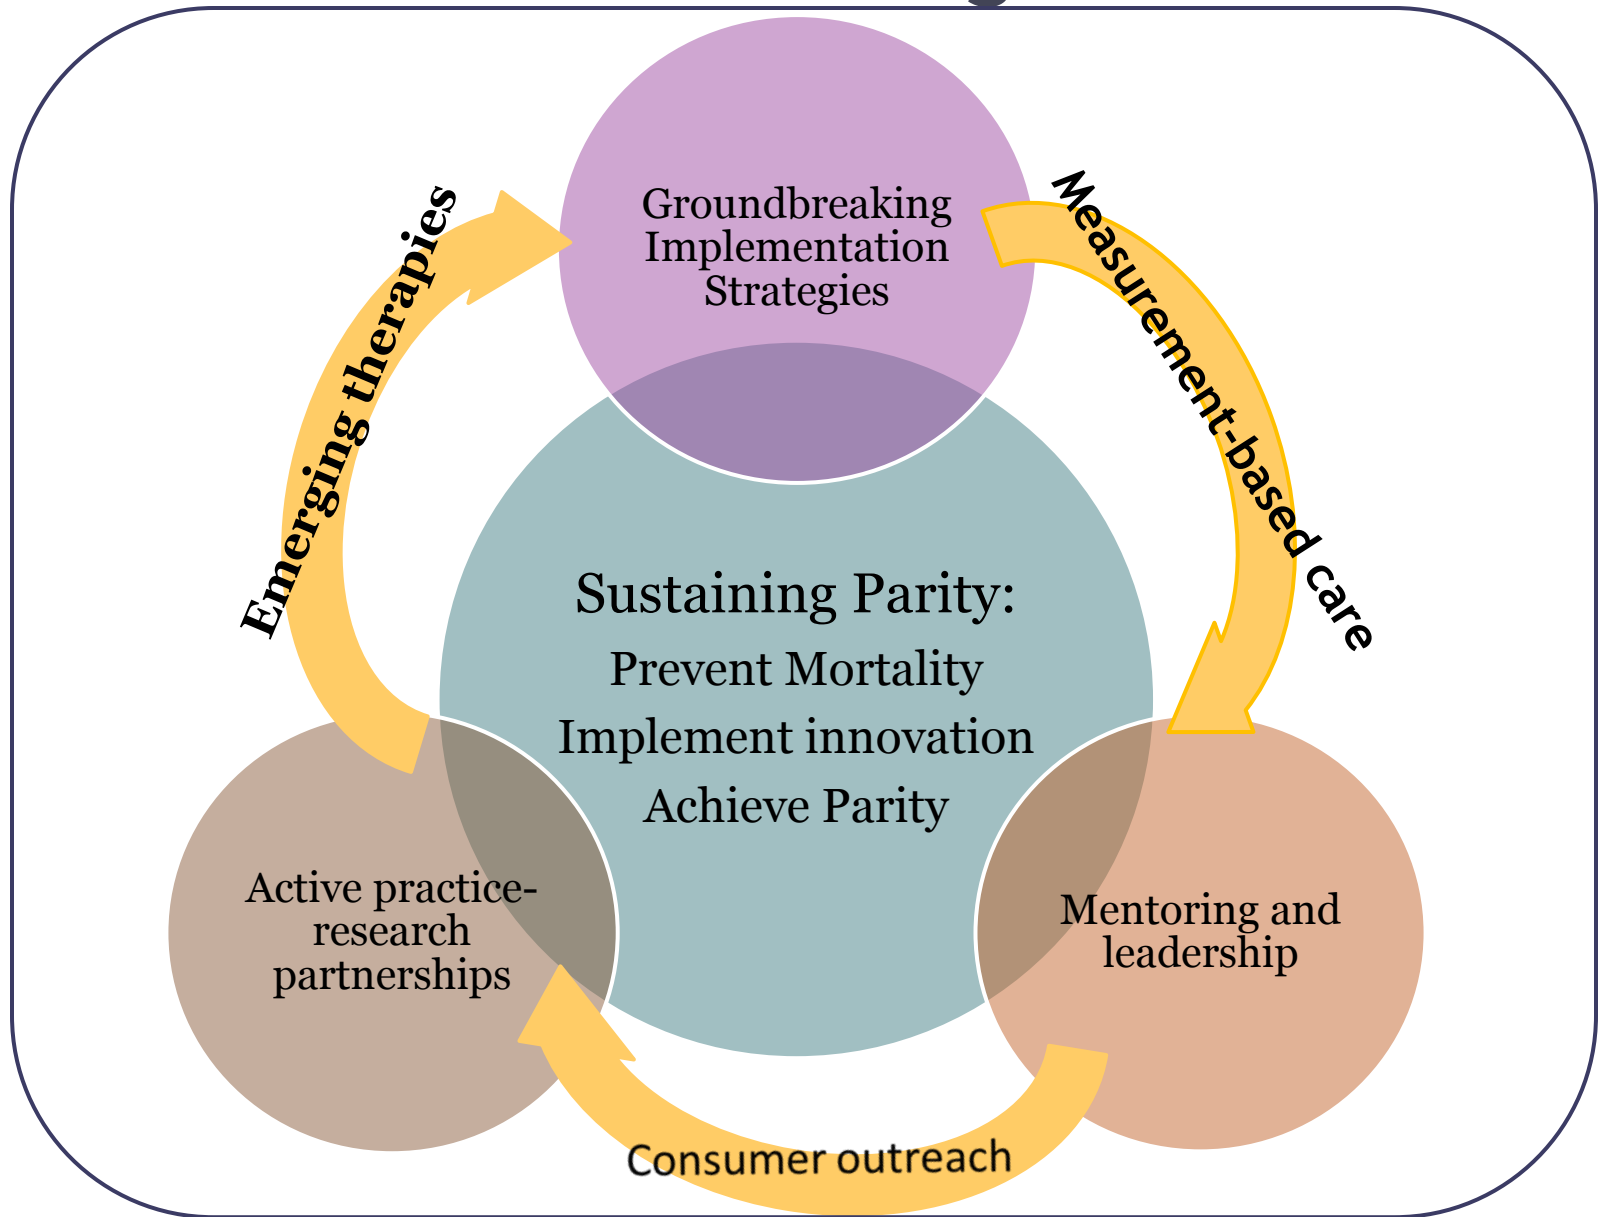 Groundbreaking
Implementation
Strategies
Emerging therapies
Measurement-based care
Sustaining Parity:
Prevent Mortality
Implement innovation
Achieve Parity
Active practice-
research
partnerships
Mentoring and
leadership
Consumer outreach